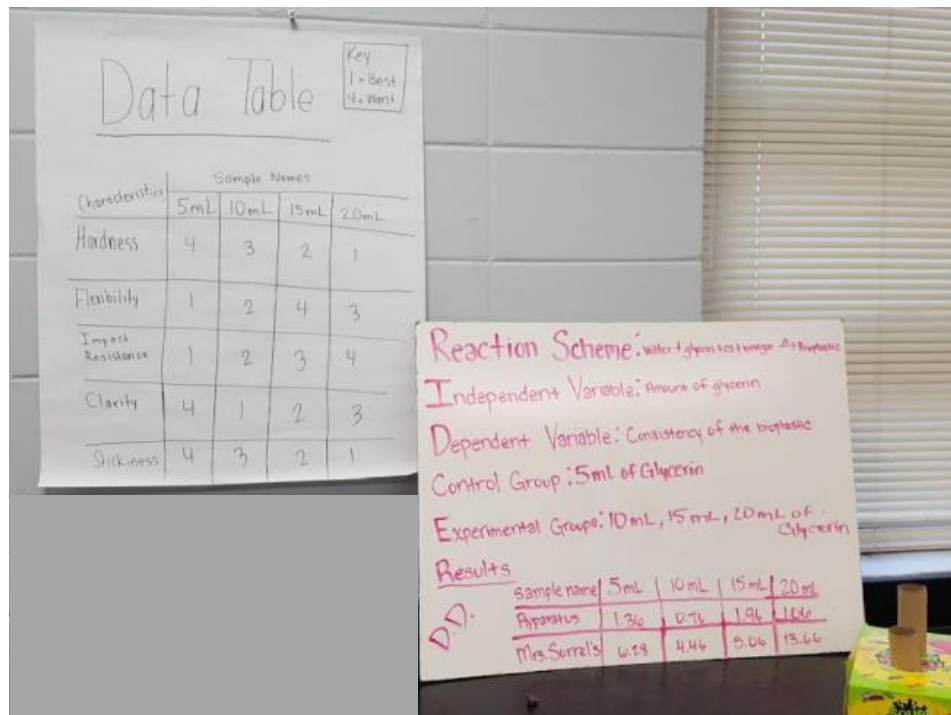 Data Table
Key
1 = Best
4 = Worst
Sample Names
Characteristics 5mL 10mL 15mL 20mL
Hardness 4 3 2 1
Flexibility 1 2 4 3
Impact
Resistance 1 2 3 4
Clarity 4 1 2 3
Stickiness 4 3 2 1
Reaction Scheme: water + glycerin + vinegar Bioplastic
Independent Variable: Amount of glycerin
Dependent Variable: Consistency of the bioplastic
Control Group: 5mL of Glycerin
Experimental Groups: 10mL, 15mL, 20mL of
Glycerin
Results
Sample name 5mL 10mL 15mL 20mL
Apparatus 1.36 0.76 1.96 1.06
Mrs. Sorrel's 6.28 4.46 5.06 13.66